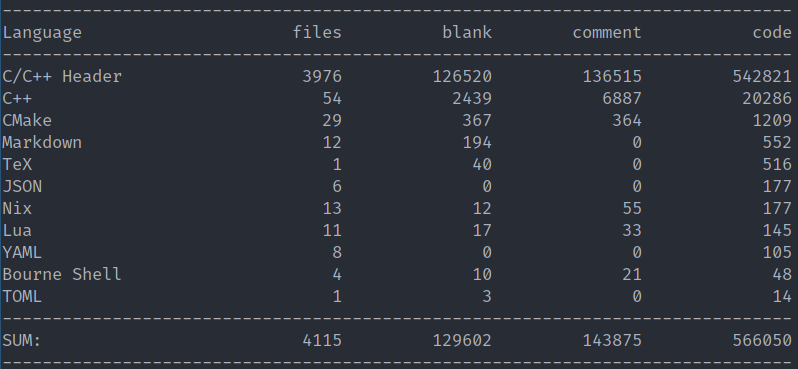 -------------------------------------------------------------------------------
Language                     files          blank        comment           code
-------------------------------------------------------------------------------
C/C++ Header                  3976         126520         136515         542821
C++                             54           2439           6887          20286
CMake                           29            367            364           1209
Markdown                        12            194              0            552
TeX                              1             40              0            516
JSON                             6              0              0            177
Nix                             13             12             55            177
Lua                             11             17             33            145
YAML                             8              0              0            105
Bourne Shell                     4             10             21             48
TOML                             1              3              0             14
-------------------------------------------------------------------------------
SUM:                          4115         129602         143875         566050
-------------------------------------------------------------------------------